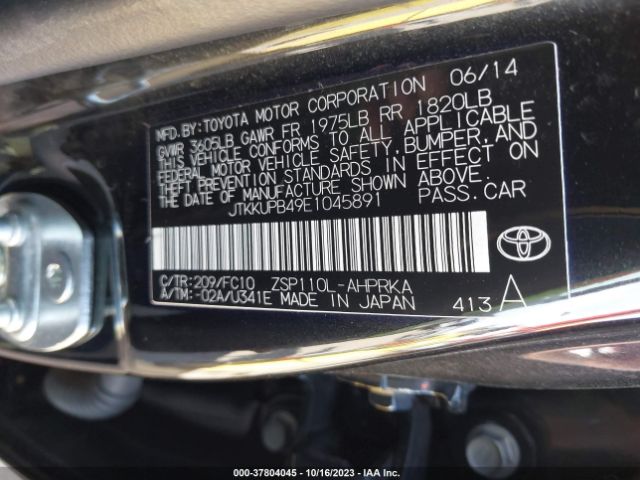 MFD.BY:TOYOTA MOTOR CORPORATION 06/14
GVWR 3605LB GAWR FR 1975LB RR 1820LB
THIS VEHICLE CONFORMS TO ALL APPLICABLE
FEDERAL MOTOR VEHICLE SAFETY,BUMPER,AND
THEFT PREVENTION STANDARDS IN EFFECT ON
THE DATE OF MANUFACTURE SHOWN ABOVE.
JTKKUPB49E1045891 PASS.CAR
C/TR:209/FC10 ZSP110L-AHPRKA
A/TM:-02A/U341E MADE IN JAPAN 413 A
000-37804045 | 10/16/2023 | IAA Inc.